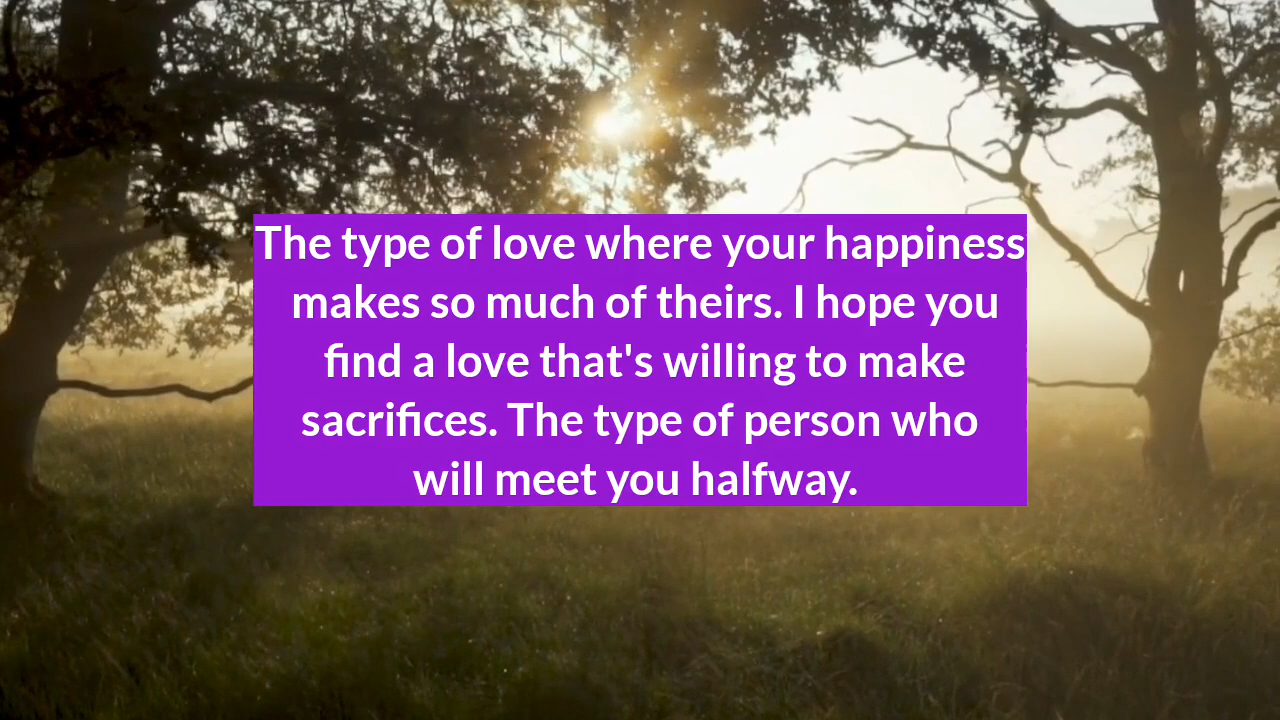 The type of love where your happiness
makes so much of theirs. I hope you
find a love that's willing to make
sacrifices. The type of person who
will meet you halfway.